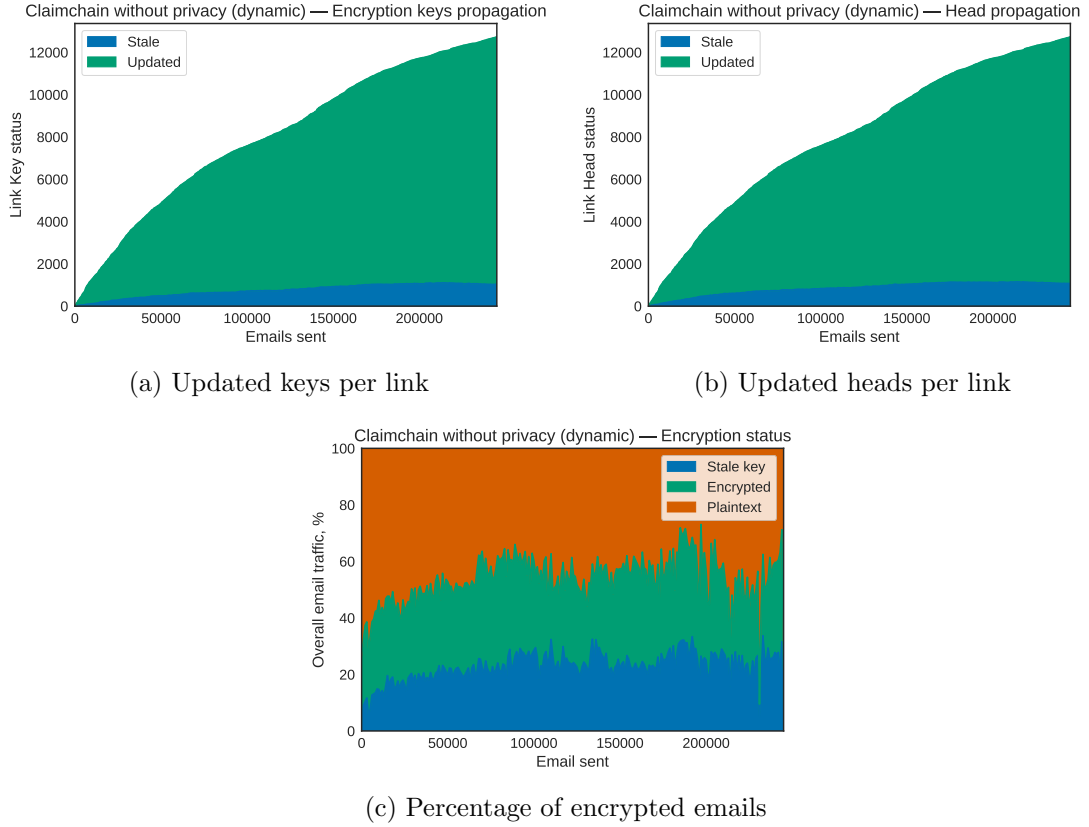 Claimchain without privacy (dynamic) — Encryption keys propagation
Stale
Updated
Link Key status
12000
10000
8000
6000
4000
2000
0
0 50000 100000 150000 200000
Emails sent
(a) Updated keys per link
Claimchain without privacy (dynamic) — Head propagation
Stale
Updated
Link Head status
12000
10000
8000
6000
4000
2000
0
0 50000 100000 150000 200000
Emails sent
(b) Updated heads per link
Claimchain without privacy (dynamic) — Encryption status
Stale key
Encrypted
Plaintext
Overall email traffic, %
100
80
60
40
20
0
0 50000 100000 150000 200000
Email sent
(c) Percentage of encrypted emails